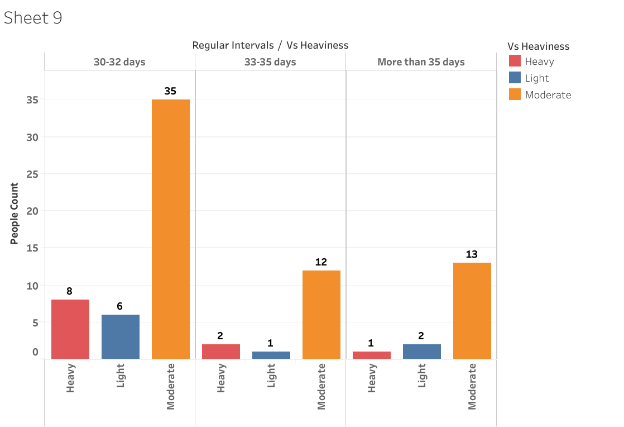 Sheet 9
Regular Intervals / Vs Heaviness
30-32 days
33-35 days
More than 35 days
Vs Heaviness
Heavy
Light
Moderate
People Count
35
30
25
20
15
10
5
0
8
6
35
2
1
12
1
2
13
Heavy
Light
Moderate
Heavy
Light
Moderate
Heavy
Light
Moderate